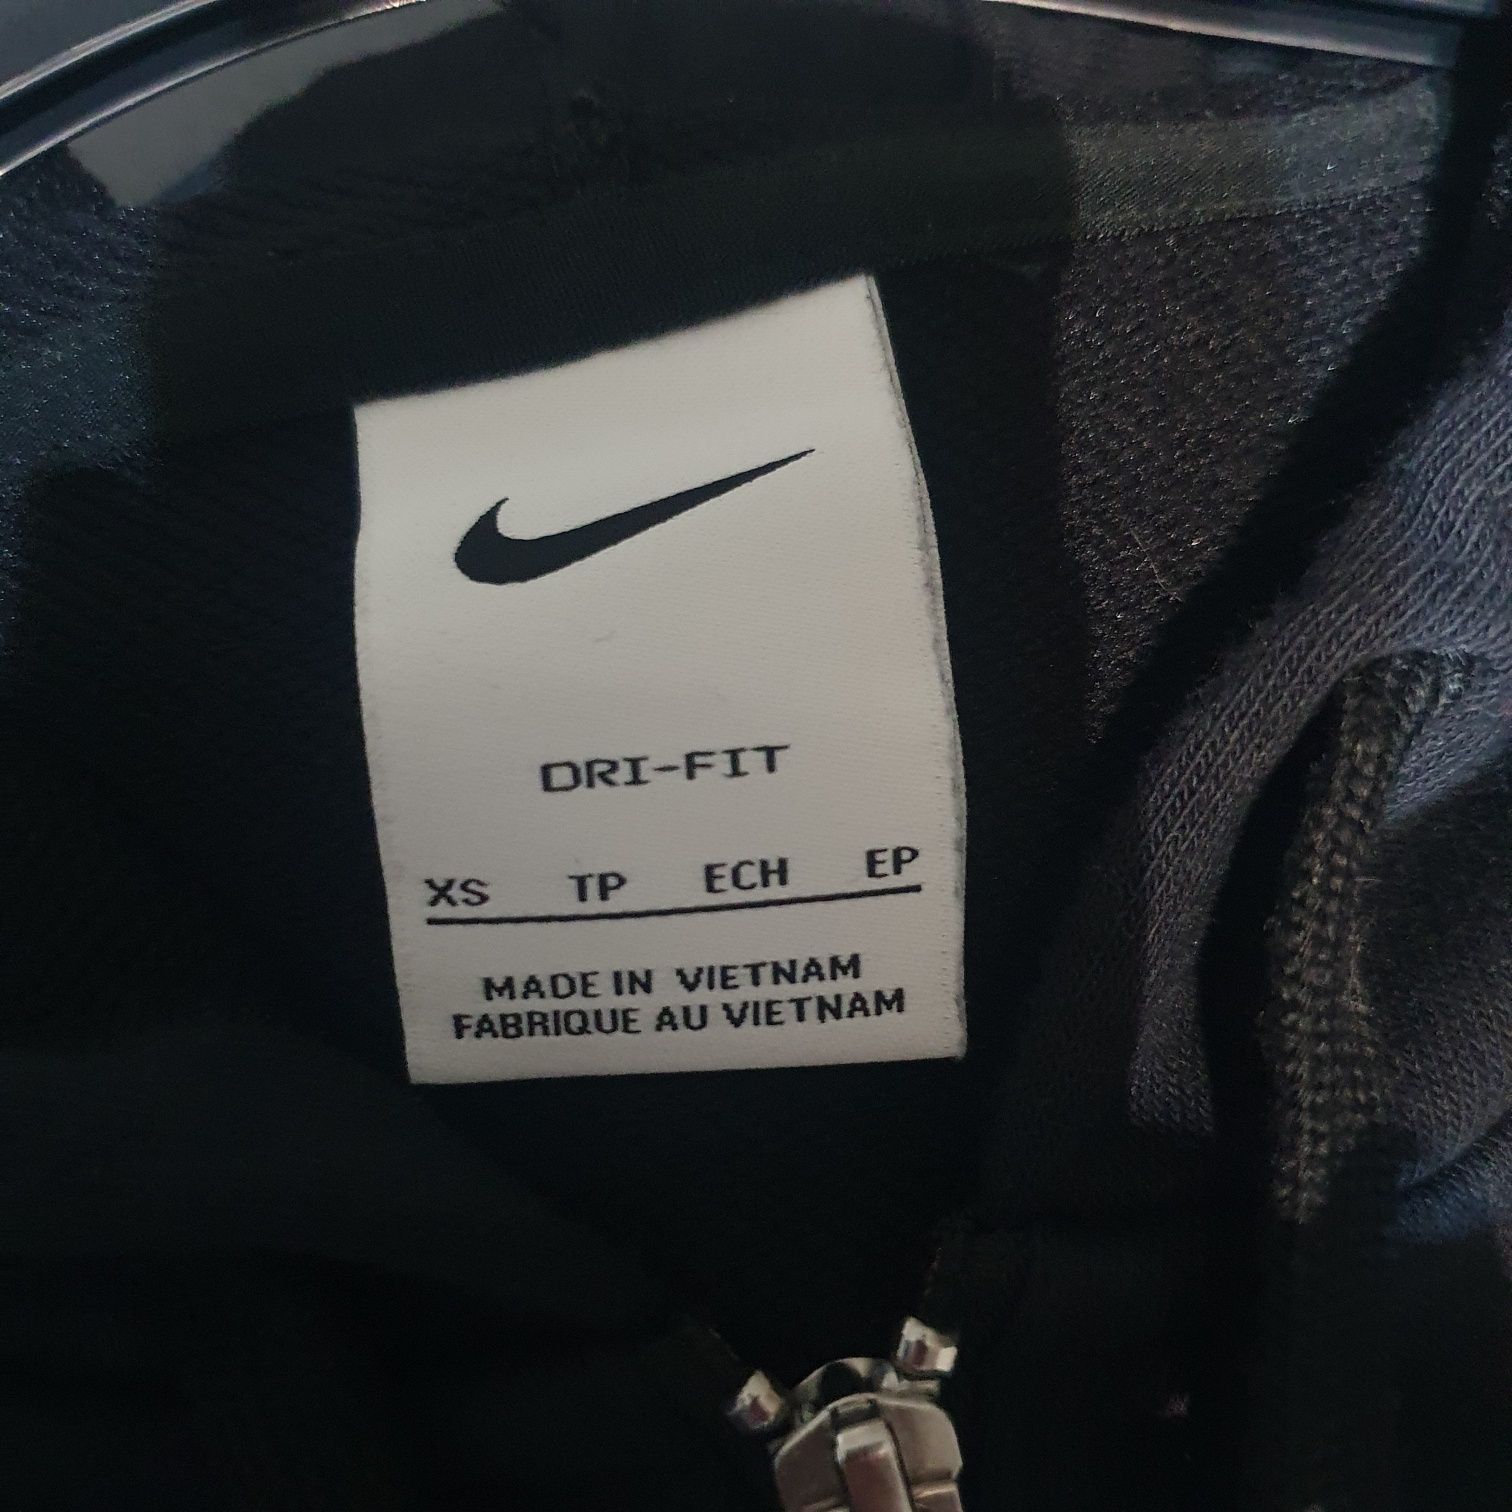 DRI-FIT
XS TP ECH EP
MADE IN VIETNAM
FABRIQUE AU VIETNAM